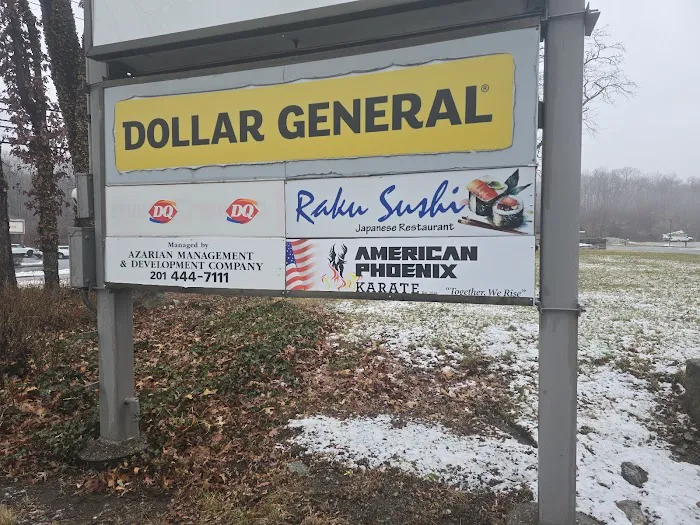 DOLLAR GENERAL®
DQ DQ
Raku Sushi
Japanese Restaurant
Managed by
AZARIAN MANAGEMENT
& DEVELOPMENT COMPANY
201 444-7111
AMERICAN
PHOENIX
KARATE
"Together, We Rise"